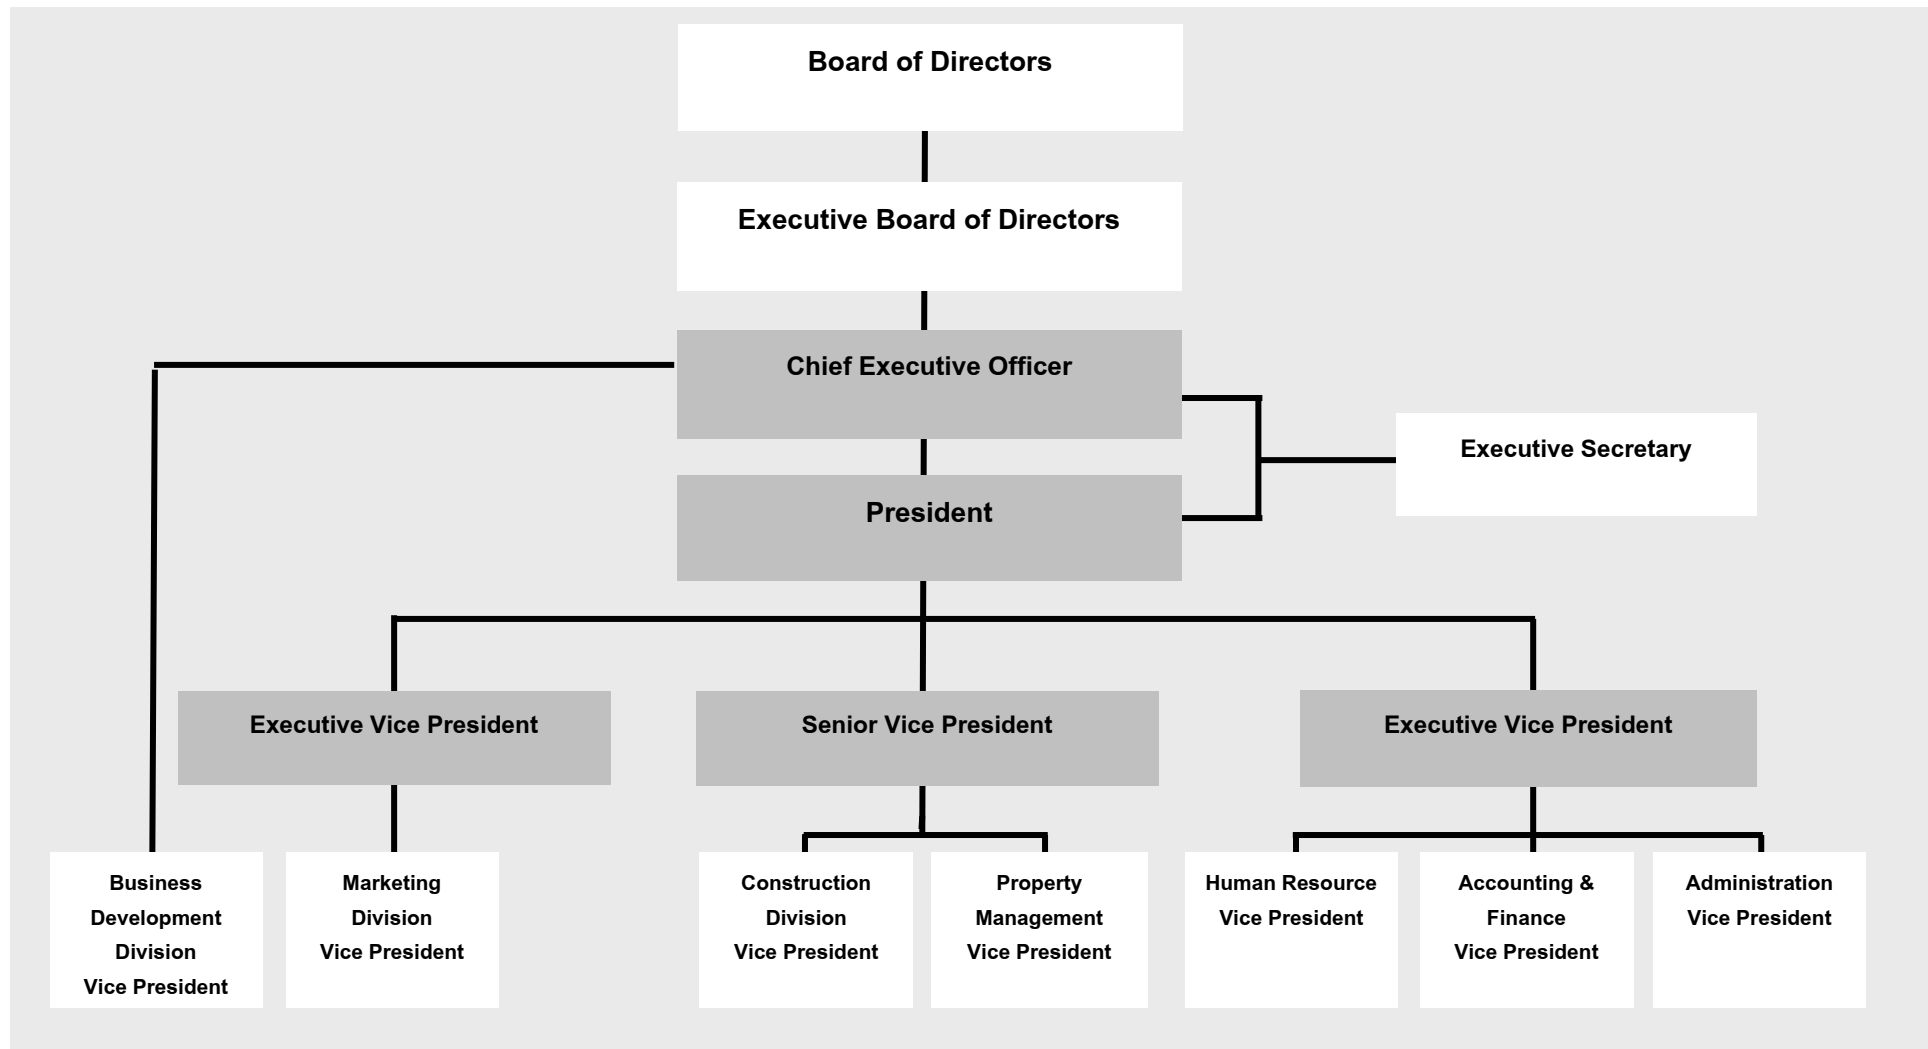 Board of Directors
Executive Board of Directors
Chief Executive Officer
Executive Secretary
President
Executive Vice President
Senior Vice President
Executive Vice President
Business
Development
Division
Vice President
Marketing
Division
Vice President
Construction
Division
Vice President
Property
Management
Vice President
Human Resource
Vice President
Accounting &
Finance
Vice President
Administration
Vice President